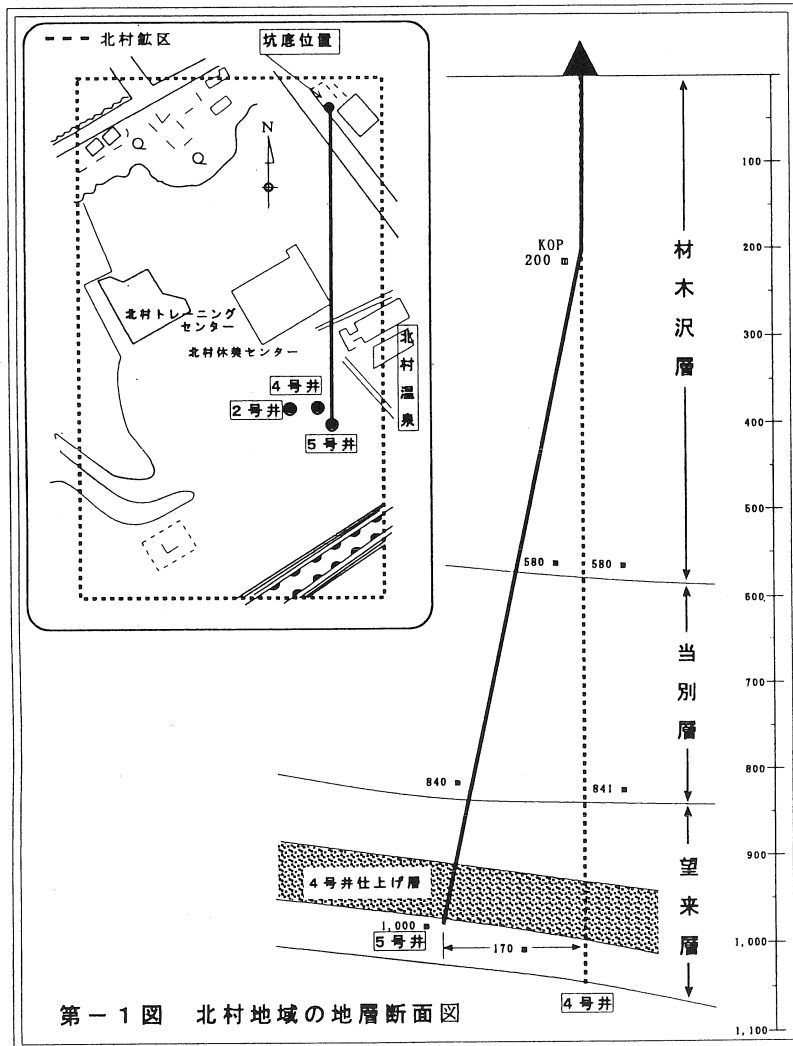 北村鉱区
坑底位置
N
北村トレーニング
センター
北村休養センター
北村温泉
4号井
2号井
5号井
KOP
200 m
580 m
580 m
840 m
841 m
4号井仕上げ層
1,000 m
5号井
170 m
4号井
材木沢層
当別層
望来層
100
200
300
400
500
600
700
800
900
1,000
1,100
第－1図 北村地域の地層断面図